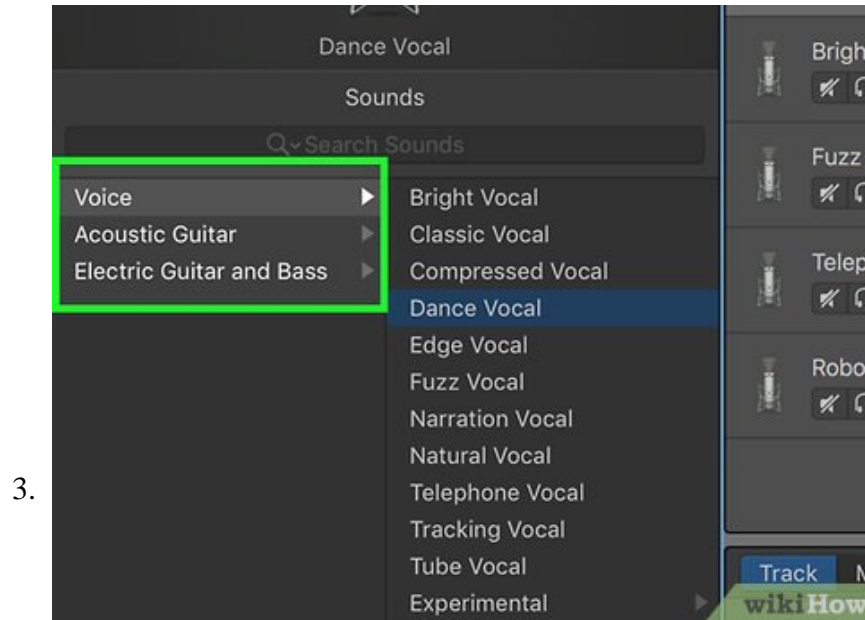 Dance Vocal
Sounds
Search Sounds
Voice
Acoustic Guitar
Electric Guitar and Bass
Bright Vocal
Classic Vocal
Compressed Vocal
Dance Vocal
Edge Vocal
Fuzz Vocal
Narration Vocal
Natural Vocal
Telephone Vocal
Tracking Vocal
Tube Vocal
Experimental
Brigh
Fuzz
Telep
Robo
Track M
wikiHow
3.